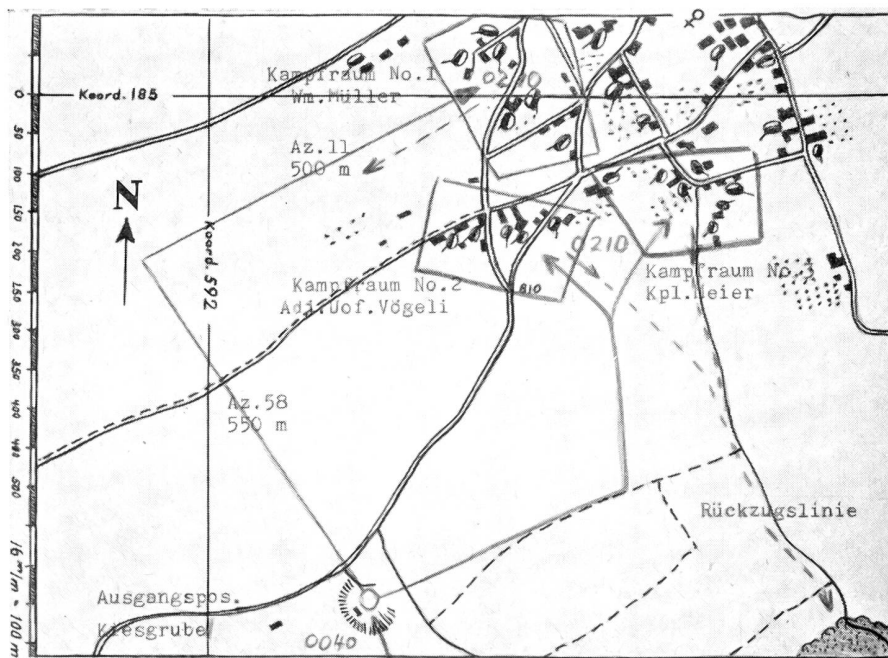 Kampfraum No.1
Wm.Müller
0
Koord.185
50
Az.11
500 m
100
N
150
200
0210
Koord.592
Kampfraum No.2
Adj.Uof.Vögeli
810
Kampfraum No.3
Kpl.Meier
250
300
350
400
Az.58
550 m
450
500
Rückzugslinie
16 m/m = 100 m
Ausgangspos.
Kiesgrube
0040